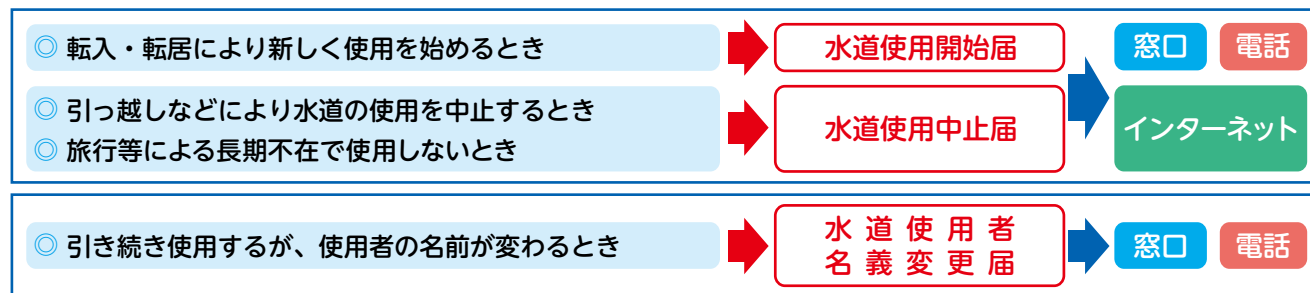 ◎ 転入・転居により新しく使用を始めるとき
水道使用開始届
窓口 電話
◎ 引っ越しなどにより水道の使用を中止するとき
◎ 旅行等による長期不在で使用しないとき
水道使用中止届
インターネット
◎ 引き続き使用するが、使用者の名前が変わるとき
水道使用者
名義変更届
窓口 電話